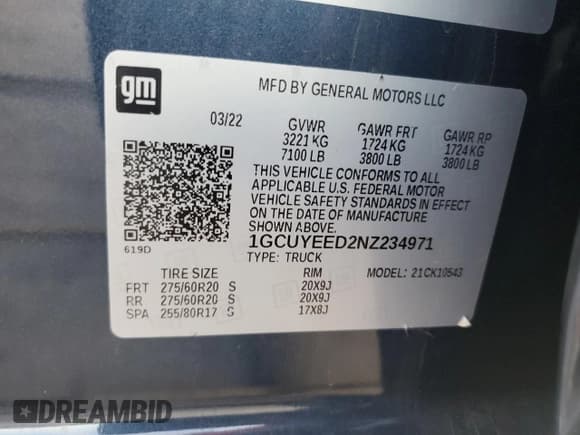 gm
MFD BY GENERAL MOTORS LLC
03/22 GVWR GAWR FRT GAWR RR
3221 KG 1724 KG 1724 KG
7100 LB 3800 LB 3800 LB
THIS VEHICLE CONFORMS TO ALL
APPLICABLE U.S. FEDERAL MOTOR
VEHICLE SAFETY STANDARDS IN EFFECT
ON THE DATE OF MANUFACTURE
SHOWN ABOVE.
619D
1GCUYEED2NZ234971
TYPE: TRUCK MODEL: 21CK10543
TIRE SIZE RIM
FRT 275/60R20 S 20X9J
RR 275/60R20 S 20X9J
SPA 255/80R17 S 17X8J
DREAMBID